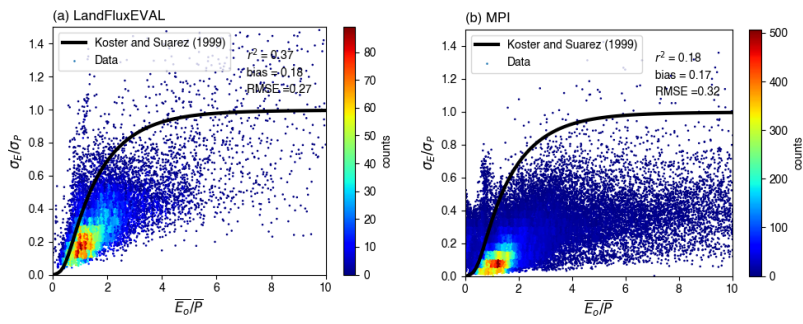 (a) LandFluxEVAL
Koster and Suarez (1999)
Data
r² = 0.37
bias = 0.18
RMSE =0.27
σE/σP
1.4
1.2
1.0
0.8
0.6
0.4
0.2
0.0
0
2
4
6
8
10
Eo/P
80
70
60
50
40
30
20
10
0
counts
(b) MPI
Koster and Suarez (1999)
Data
r² = 0.18
bias = 0.17
RMSE =0.32
σE/σP
1.4
1.2
1.0
0.8
0.6
0.4
0.2
0.0
0
2
4
6
8
10
Eo/P
500
400
300
200
100
0
counts